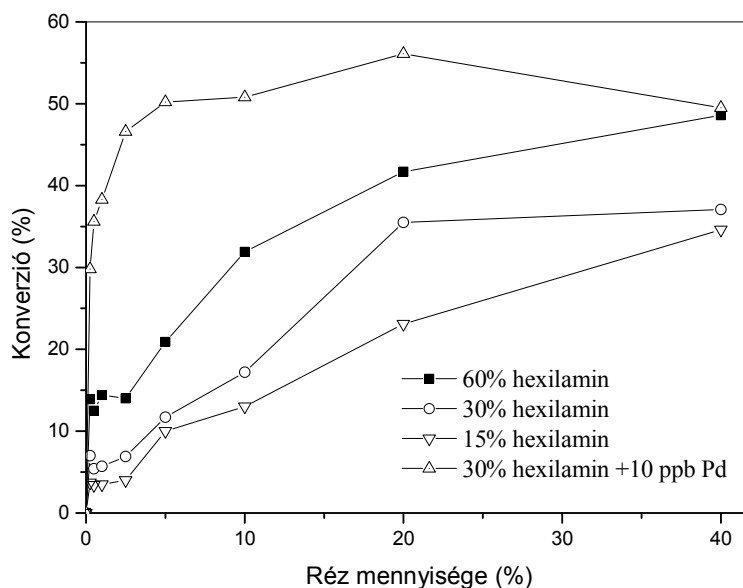 60
50
40
30
20
10
0
Konverzió (%)
60% hexilamin
30% hexilamin
15% hexilamin
30% hexilamin +10 ppb Pd
0
10
20
30
40
Réz mennyisége (%)